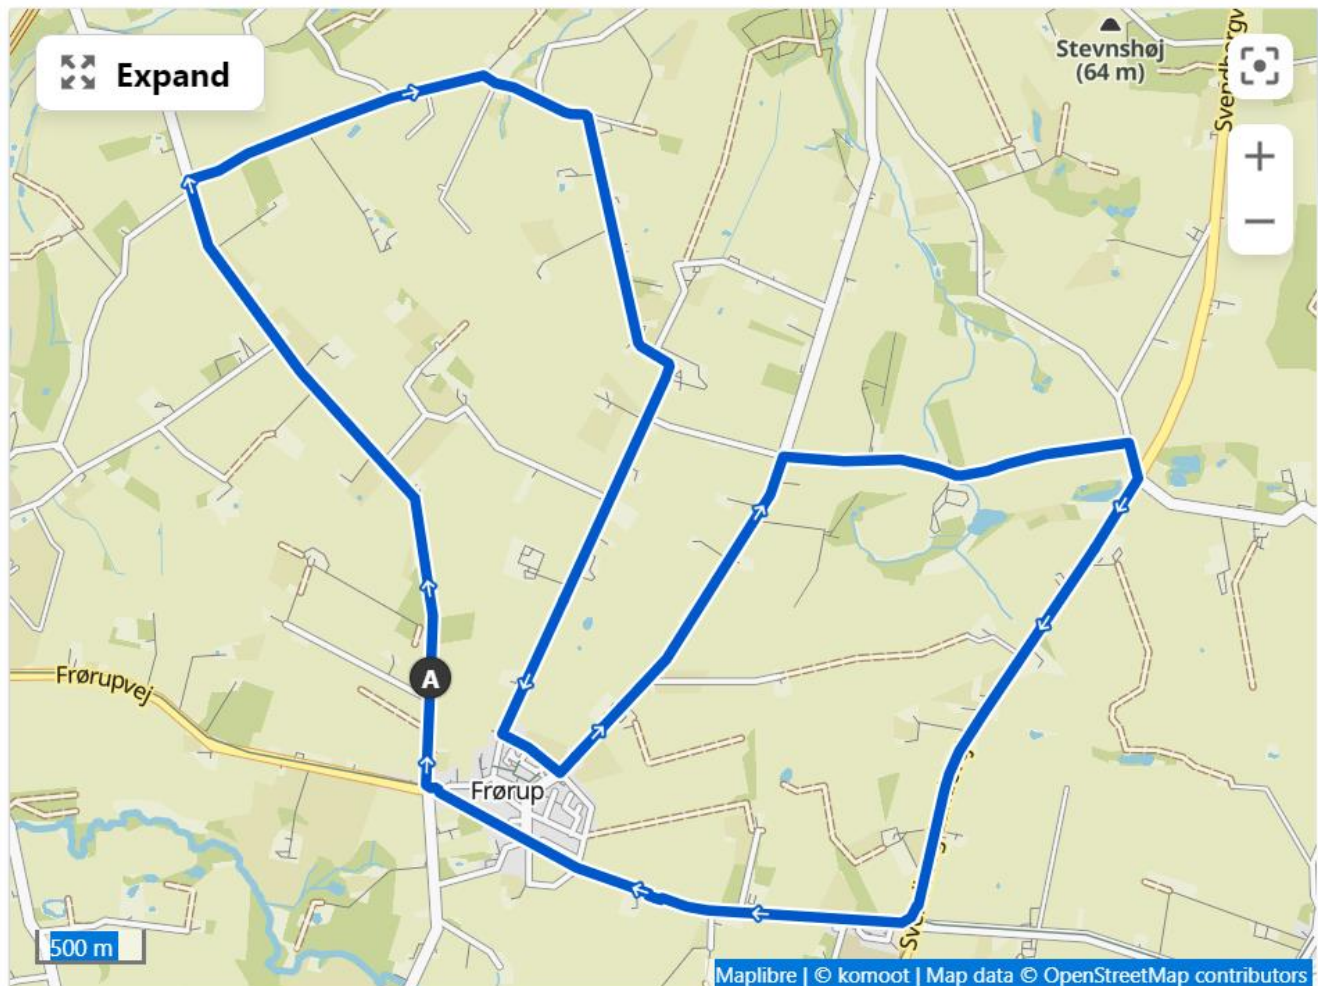 Expand
Stevnshøj
(64 m)
Frørupvej
A
Frørup
500 m
Maplibre | © komoot | Map data © OpenStreetMap contributors